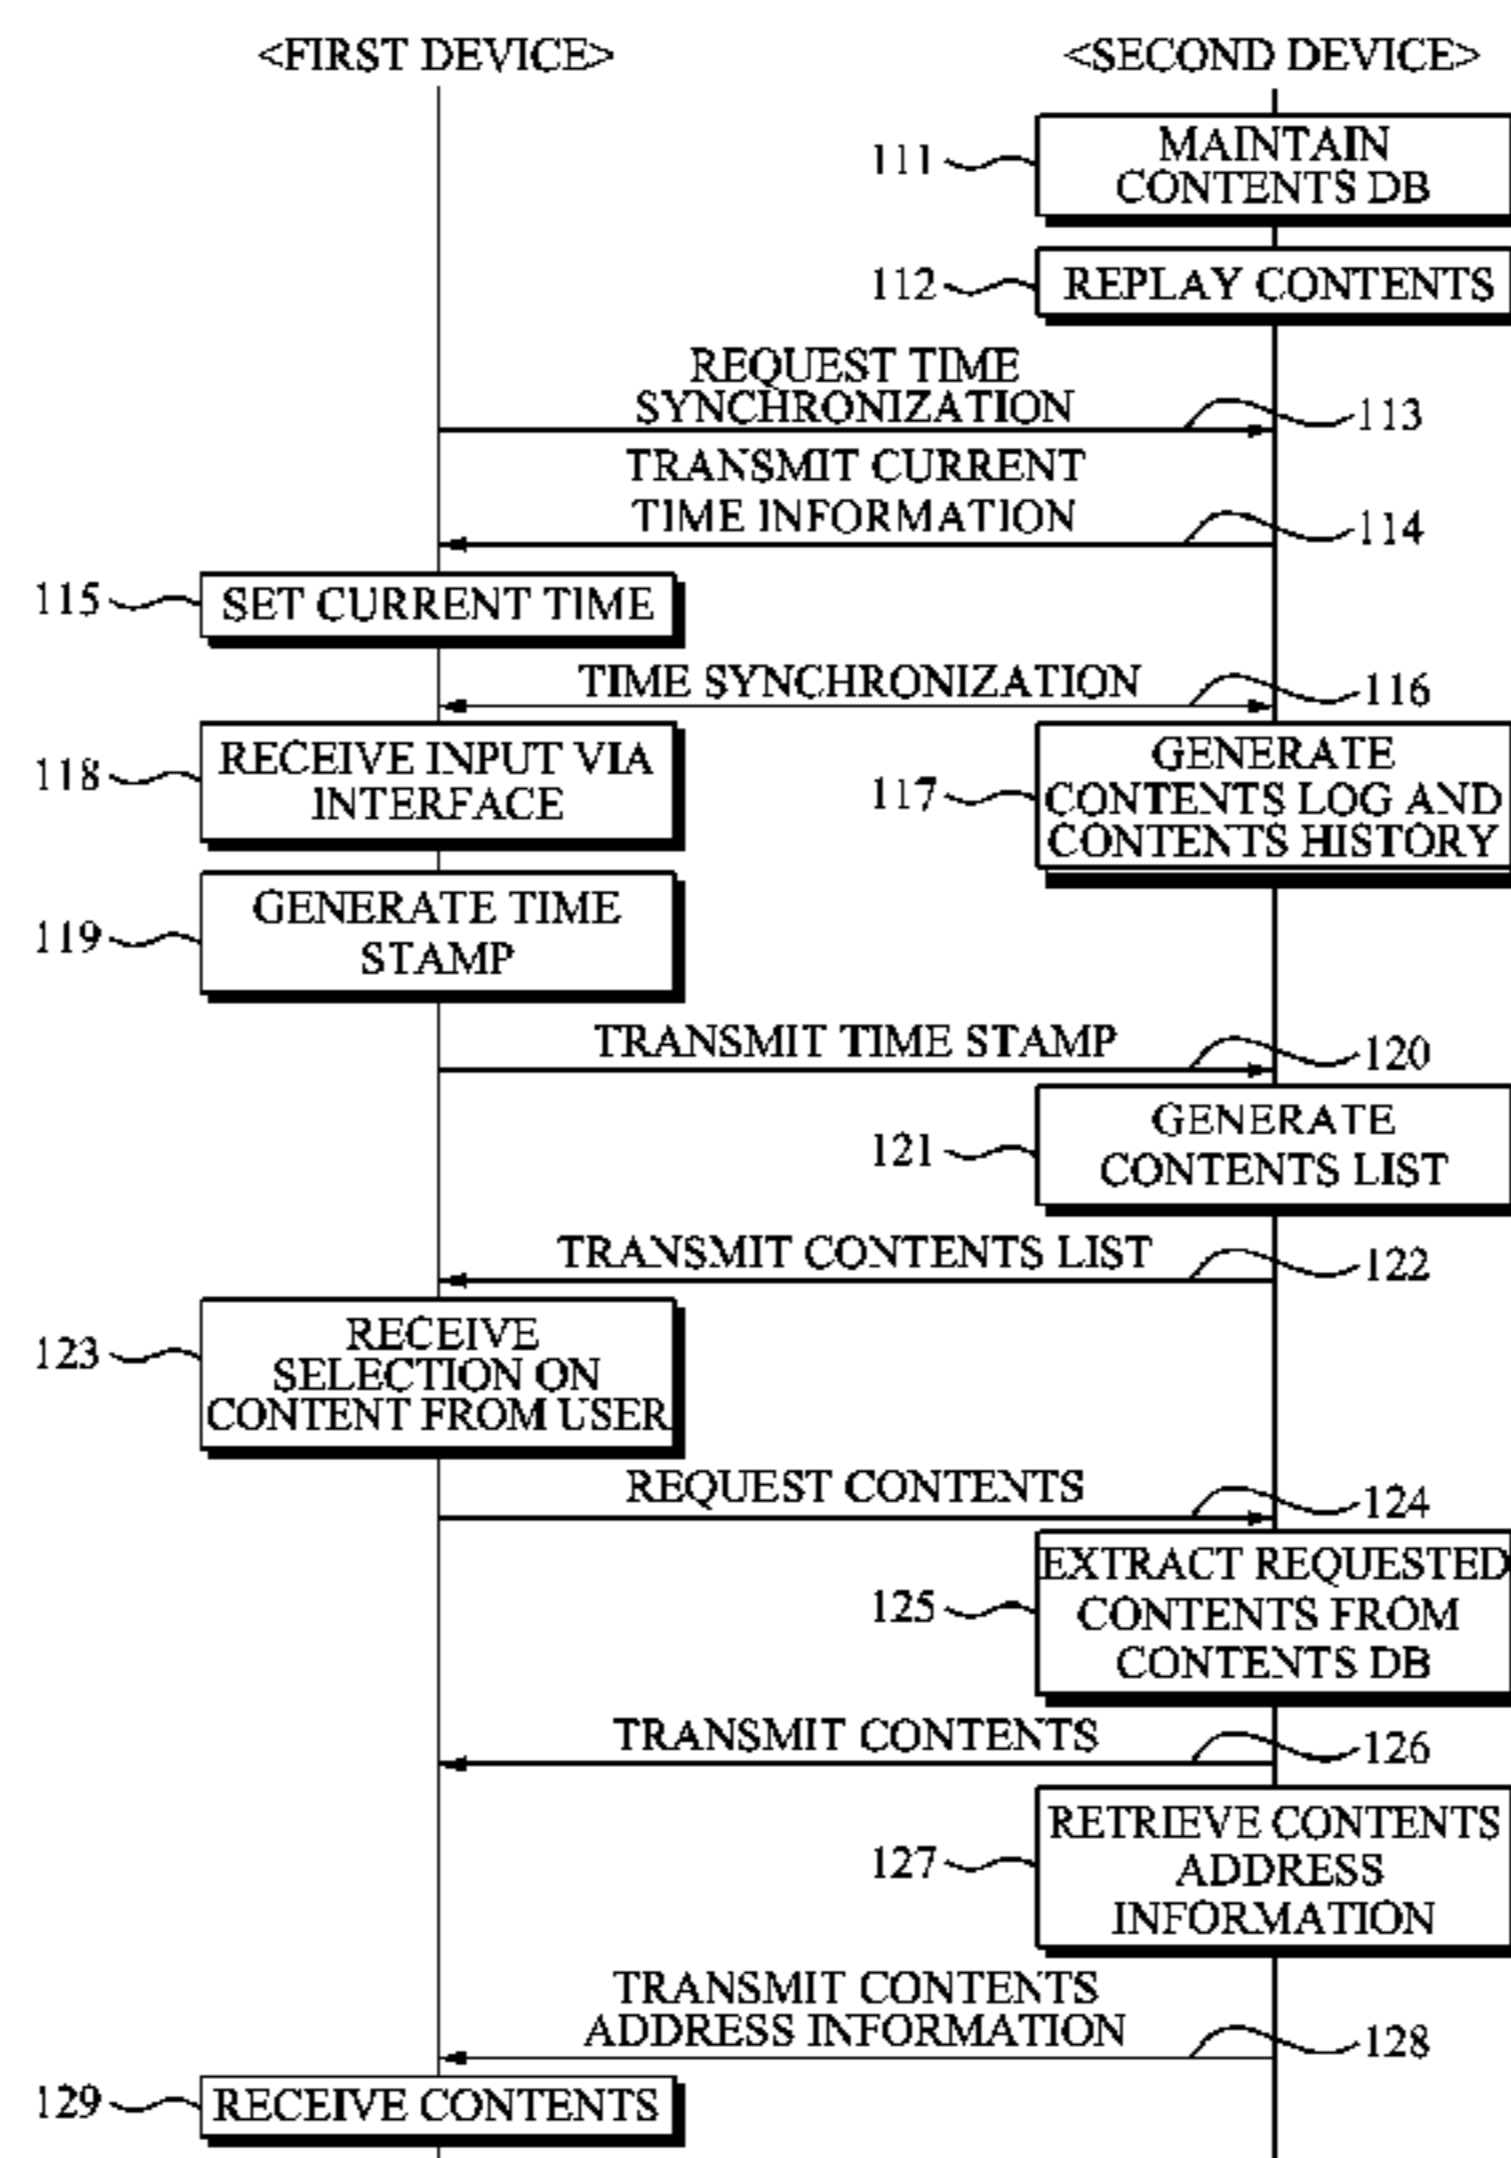 <FIRST DEVICE>
<SECOND DEVICE>
111
MAINTAIN
CONTENTS DB
112
REPLAY CONTENTS
REQUEST TIME
SYNCHRONIZATION
113
TRANSMIT CURRENT
TIME INFORMATION
114
115
SET CURRENT TIME
TIME SYNCHRONIZATION
116
118
RECEIVE INPUT VIA
INTERFACE
117
GENERATE
CONTENTS LOG AND
CONTENTS HISTORY
119
GENERATE TIME
STAMP
TRANSMIT TIME STAMP
120
121
GENERATE
CONTENTS LIST
TRANSMIT CONTENTS LIST
122
123
RECEIVE
SELECTION ON
CONTENT FROM USER
REQUEST CONTENTS
124
125
EXTRACT REQUESTED
CONTENTS FROM
CONTENTS DB
TRANSMIT CONTENTS
126
127
RETRIEVE CONTENTS
ADDRESS
INFORMATION
TRANSMIT CONTENTS
ADDRESS INFORMATION
128
129
RECEIVE CONTENTS